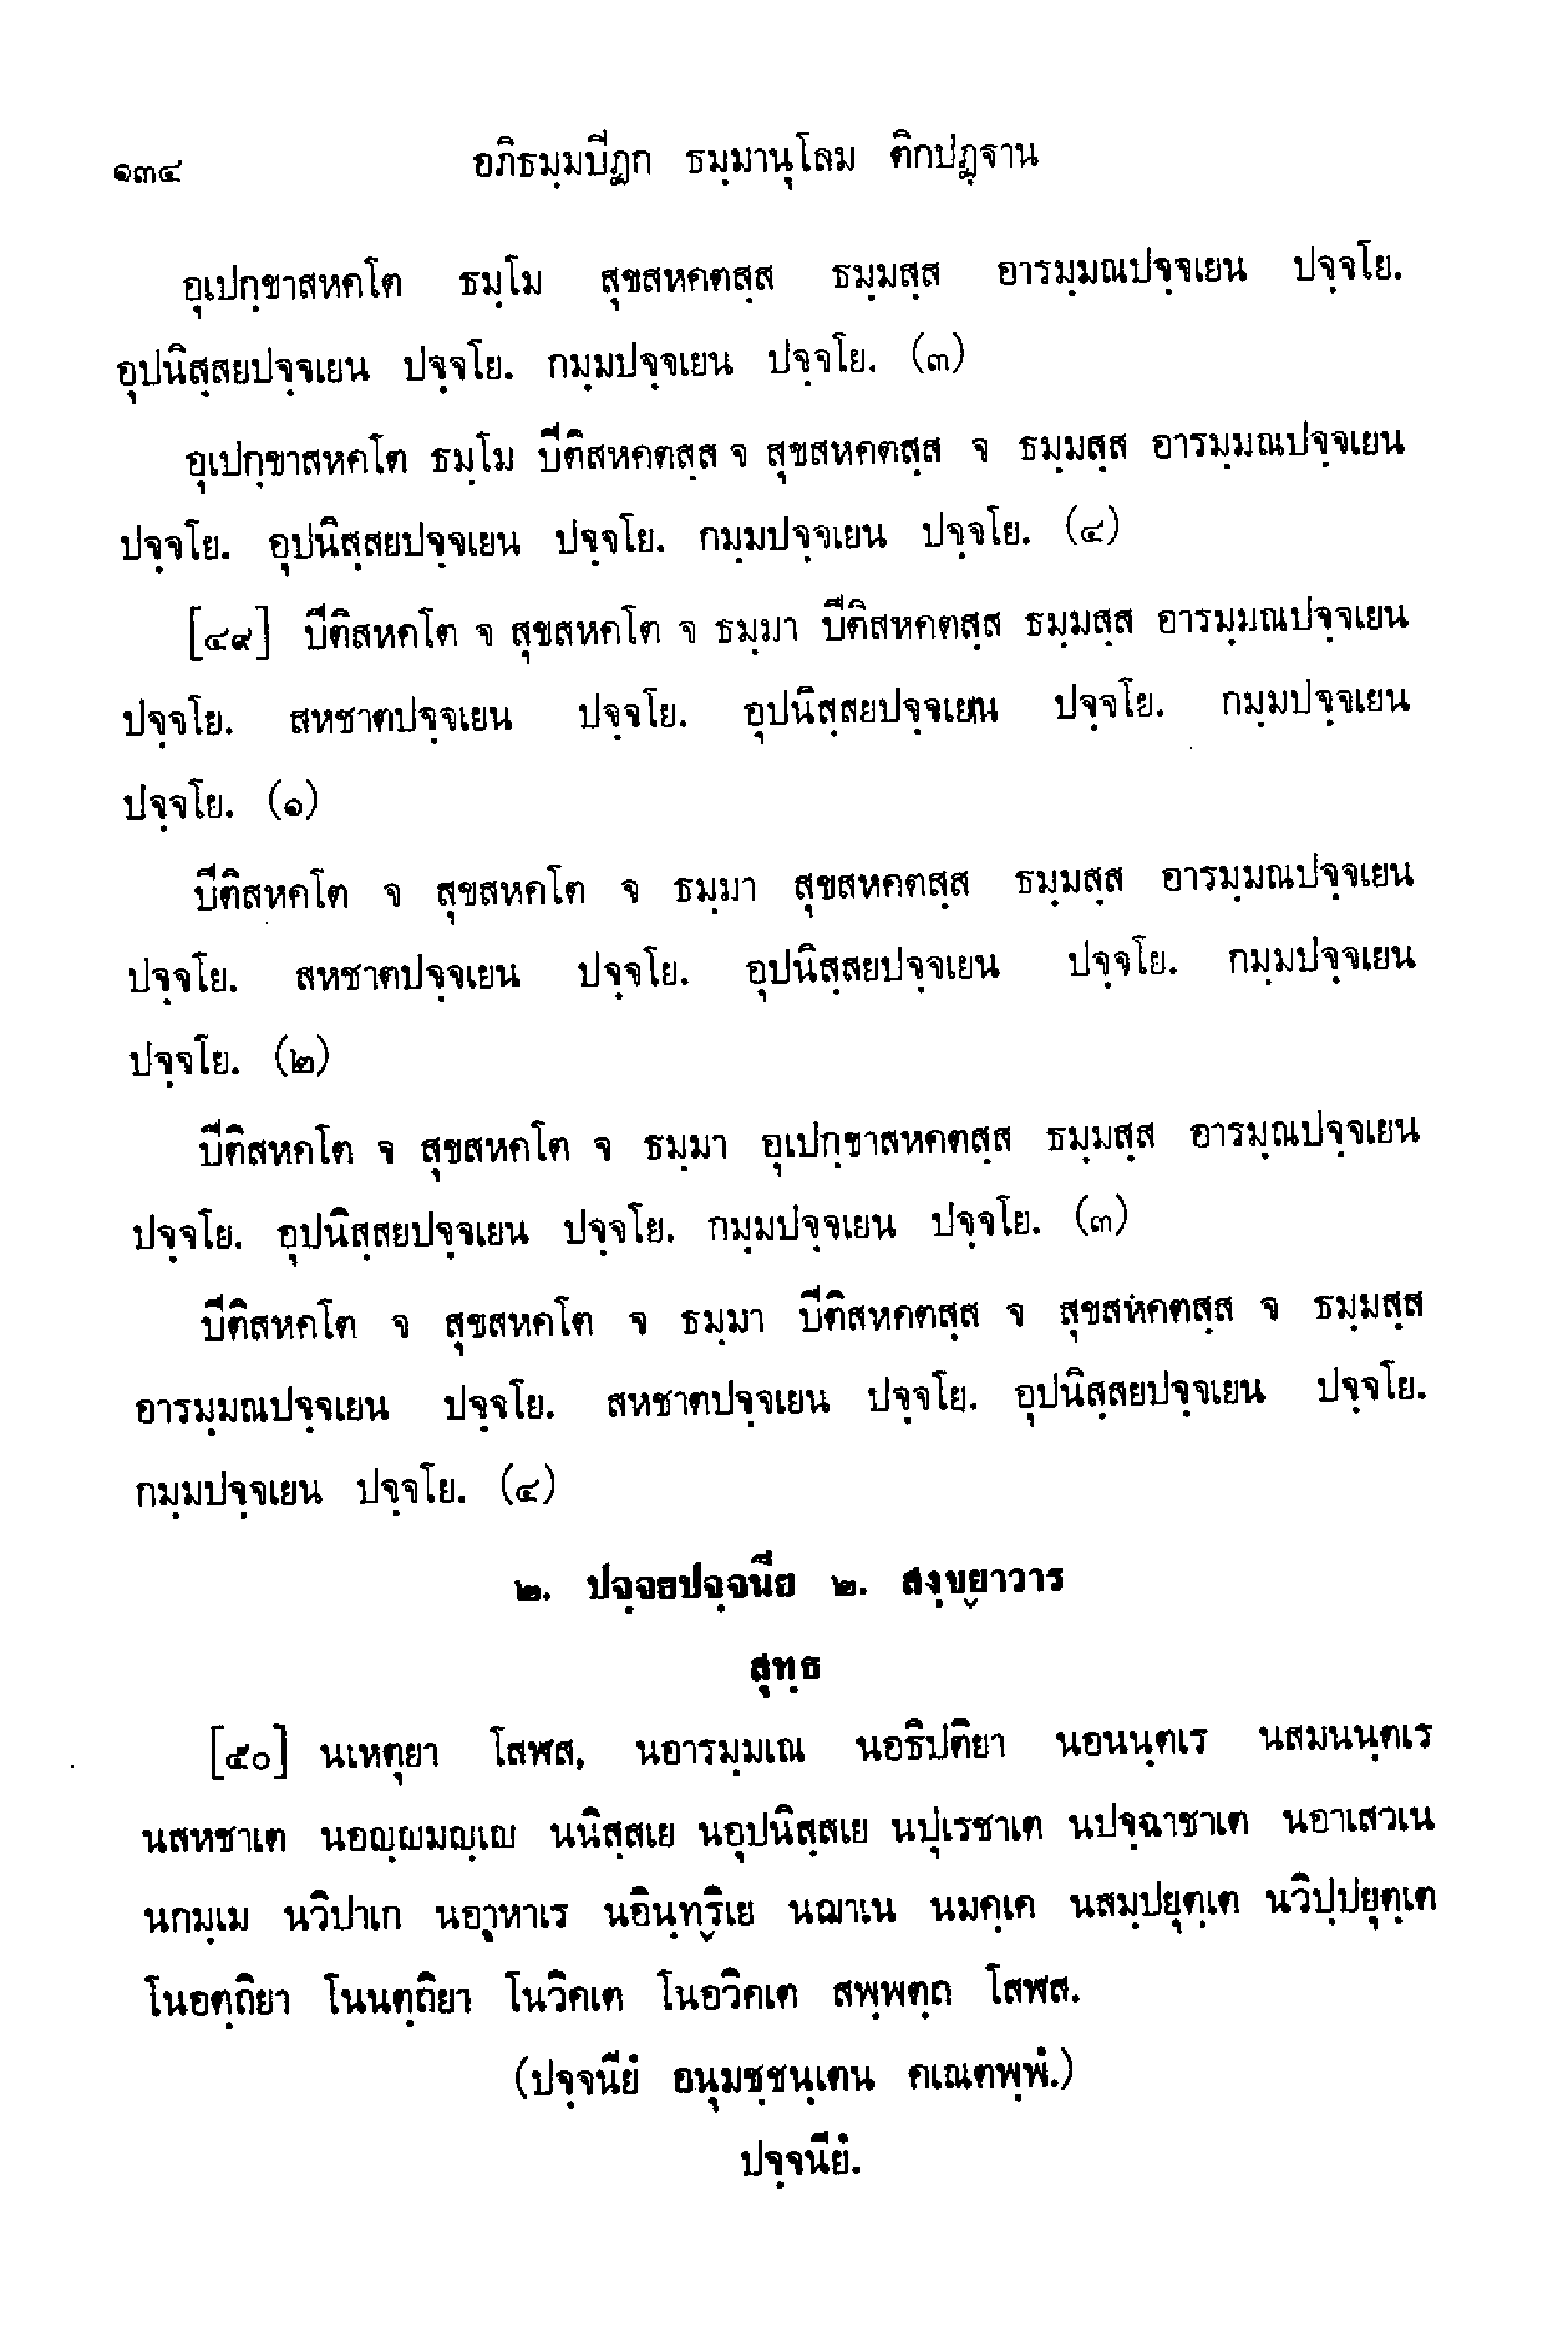 ๑๓๔ อภิธมฺมปีฏก ธมฺมานุโลม ติกปฏฺฐาน
อุเปกฺขาสหคโต ธมฺโม สุขสหคตสฺส ธมฺมสฺส อารมฺมณปจฺจเยน ปจฺจโย.
อุปนิสฺสยปจฺจเยน ปจฺจโย. กมฺมปจฺจเยน ปจฺจโย. (๓)
อุเปกฺขาสหคโต ธมฺโม ปีติสหคตสฺส จ สุขสหคตสฺส จ ธมฺมสฺส อารมฺมณปจฺจเยน
ปจฺจโย. อุปนิสฺสยปจฺจเยน ปจฺจโย. กมฺมปจฺจเยน ปจฺจโย. (๔)
[๔๙] ปีติสหคโต จ สุขสหคโต จ ธมฺมา ปีติสหคตสฺส ธมฺมสฺส อารมฺมณปจฺจเยน
ปจฺจโย. สหชาตปจฺจเยน ปจฺจโย. อุปนิสฺสยปจฺจเยน ปจฺจโย. กมฺมปจฺจเยน
ปจฺจโย. (๑)
ปีติสหคโต จ สุขสหคโต จ ธมฺมา สุขสหคตสฺส ธมฺมสฺส อารมฺมณปจฺจเยน
ปจฺจโย. สหชาตปจฺจเยน ปจฺจโย. อุปนิสฺสยปจฺจเยน ปจฺจโย. กมฺมปจฺจเยน
ปจฺจโย. (๒)
ปีติสหคโต จ สุขสหคโต จ ธมฺมา อุเปกฺขาสหคตสฺส ธมฺมสฺส อารมฺณปจฺจเยน
ปจฺจโย. อุปนิสฺสยปจฺจเยน ปจฺจโย. กมฺมปจฺจเยน ปจฺจโย. (๓)
ปีติสหคโต จ สุขสหคโต จ ธมฺมา ปีติสหคตสฺส จ สุขสหคตสฺส จ ธมฺมสฺส
อารมฺมณปจฺจเยน ปจฺจโย. สหชาตปจฺจเยน ปจฺจโย. อุปนิสฺสยปจฺจเยน ปจฺจโย.
กมฺมปจฺจเยน ปจฺจโย. (๔)
๒. ปจฺจยปจฺจนีย ๒. สงฺขฺยาวาร
สุทฺธ
[๕๐] นเหตุยา โสฬส, นอารมฺมเณ นอธิปติยา นอนนฺตเร นสมนนฺตเร
นสหชาเต นอญฺญมญฺเญ นนิสฺสเย นอุปนิสฺสเย นปุเรชาเต นปจฺฉาชาเต นอาเสวเน
นกมฺเม นวิปาเก นอาหาเร นอินฺทฺริเย นฌาเน นมคฺเค นสมฺปยุตฺเต นวิปฺปยุตฺเต
โนอตฺถิยา โนนตฺถิยา โนวิคเต โนอวิคเต สพฺพตฺถ โสฬส.
(ปจฺจนียํ อนุมชฺชนฺเตน คเณตพฺพํ.)
ปจฺจนียํ.